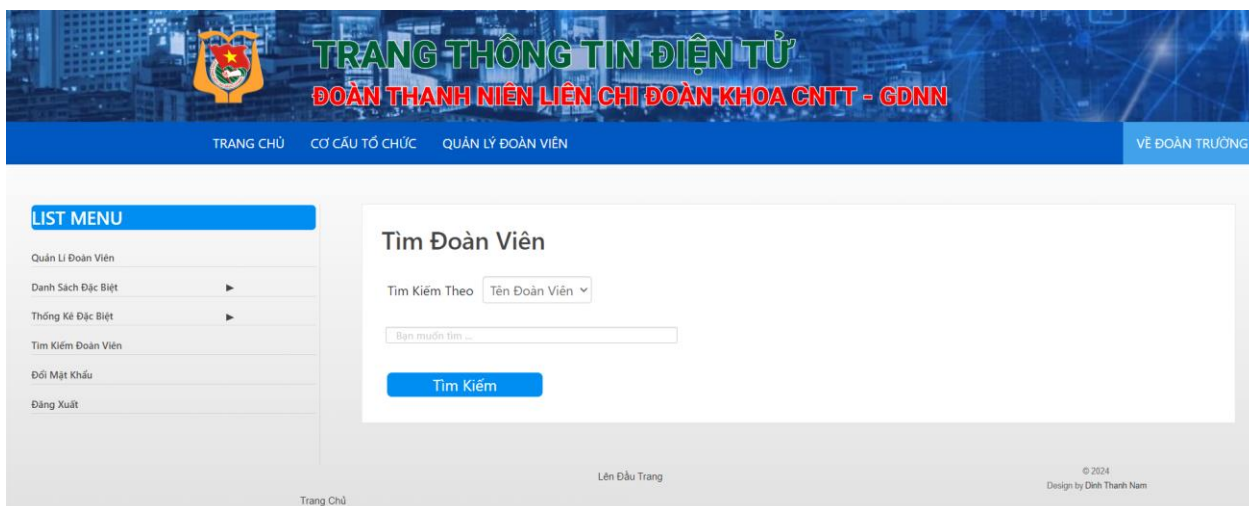 TRANG THÔNG TIN ĐIỆN TỬ
ĐOÀN THANH NIÊN LIÊN CHI ĐOÀN KHOA CNTT - GDNN
TRANG CHỦ CƠ CẤU TỔ CHỨC QUẢN LÝ ĐOÀN VIÊN VỀ ĐOÀN TRƯỜNG
LIST MENU
Quản Lí Đoàn Viên
Danh Sách Đặc Biệt ►
Thống Kê Đặc Biệt ►
Tìm Kiếm Đoàn Viên
Đổi Mật Khẩu
Đăng Xuất
Tìm Đoàn Viên
Tìm Kiếm Theo Tên Đoàn Viên
Bạn muốn tìm ...
Tìm Kiếm
Lên Đầu Trang
Trang Chủ
© 2024
Design by Dinh Thanh Nam